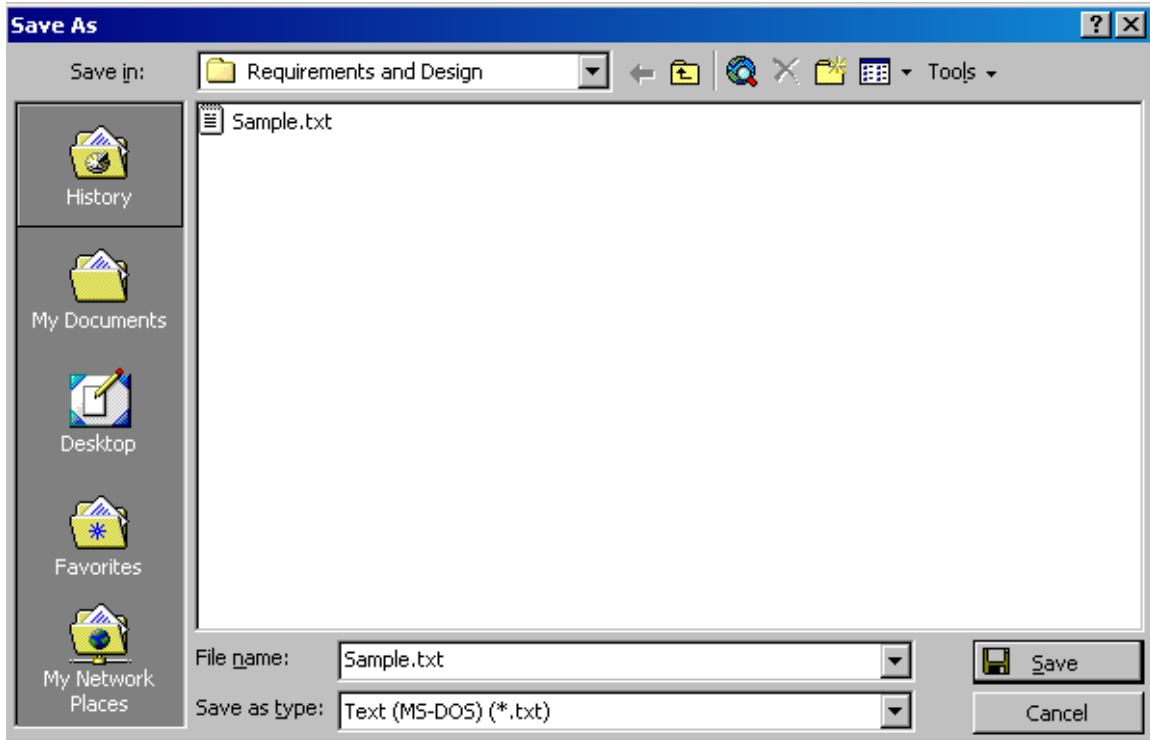 Save As
Save in:
Requirements and Design
Tools
History
My Documents
Desktop
Favorites
My Network
Places
Sample.txt
File name:
Sample.txt
Save
Save as type:
Text (MS-DOS) (*.txt)
Cancel